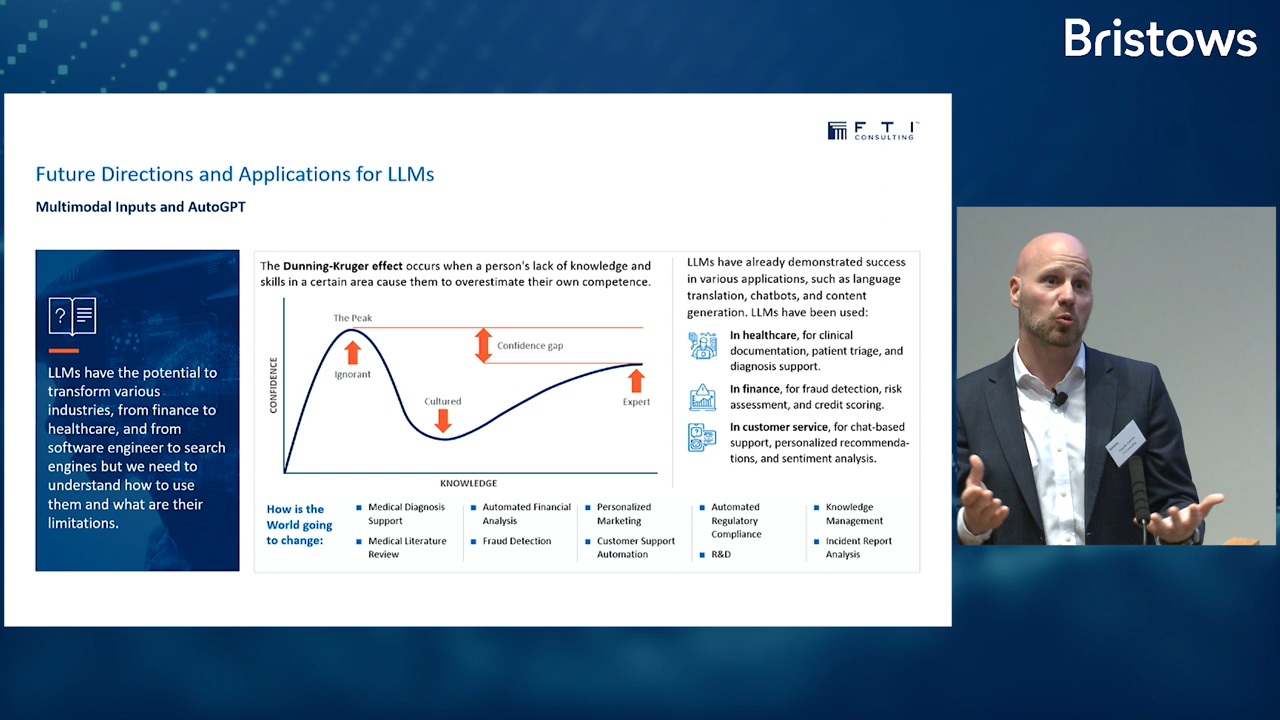 Bristows
F T I
CONSULTING
Future Directions and Applications for LLMs
Multimodal Inputs and AutoGPT
LLMs have the potential to
transform various
industries, from finance to
healthcare, and from
software engineer to search
engines but we need to
understand how to use
them and what are their
limitations.
The Dunning-Kruger effect occurs when a person's lack of knowledge and
skills in a certain area cause them to overestimate their own competence.
The Peak
Confidence gap
Ignorant
Cultured
Expert
CONFIDENCE
KNOWLEDGE
LLMs have already demonstrated success
in various applications, such as language
translation, chatbots, and content
generation. LLMs have been used:
In healthcare, for clinical
documentation, patient triage, and
diagnosis support.
In finance, for fraud detection, risk
assessment, and credit scoring.
In customer service, for chat-based
support, personalized recommenda-
tions, and sentiment analysis.
How is the
World going
to change:
Medical Diagnosis
Support
Medical Literature
Review
Automated Financial
Analysis
Fraud Detection
Personalized
Marketing
Customer Support
Automation
Automated
Regulatory
Compliance
R&D
Knowledge
Management
Incident Report
Analysis